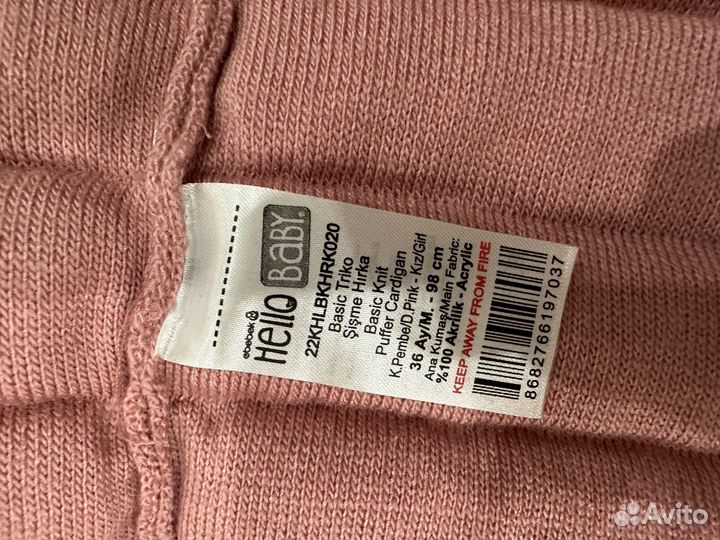 ebebek
Hello BABY
22KHLBKHRK020
Basic Triko
Şişme Hırka
Basic Knit
Puffer Cardigan
K.Pembe/D.Pink - Kız/Girl
36 Ay/M. - 98 cm
Ana Kumaş/Main Fabric:
%100 Akrilik - Acrylic
KEEP AWAY FROM FIRE
8682766197037
Avito